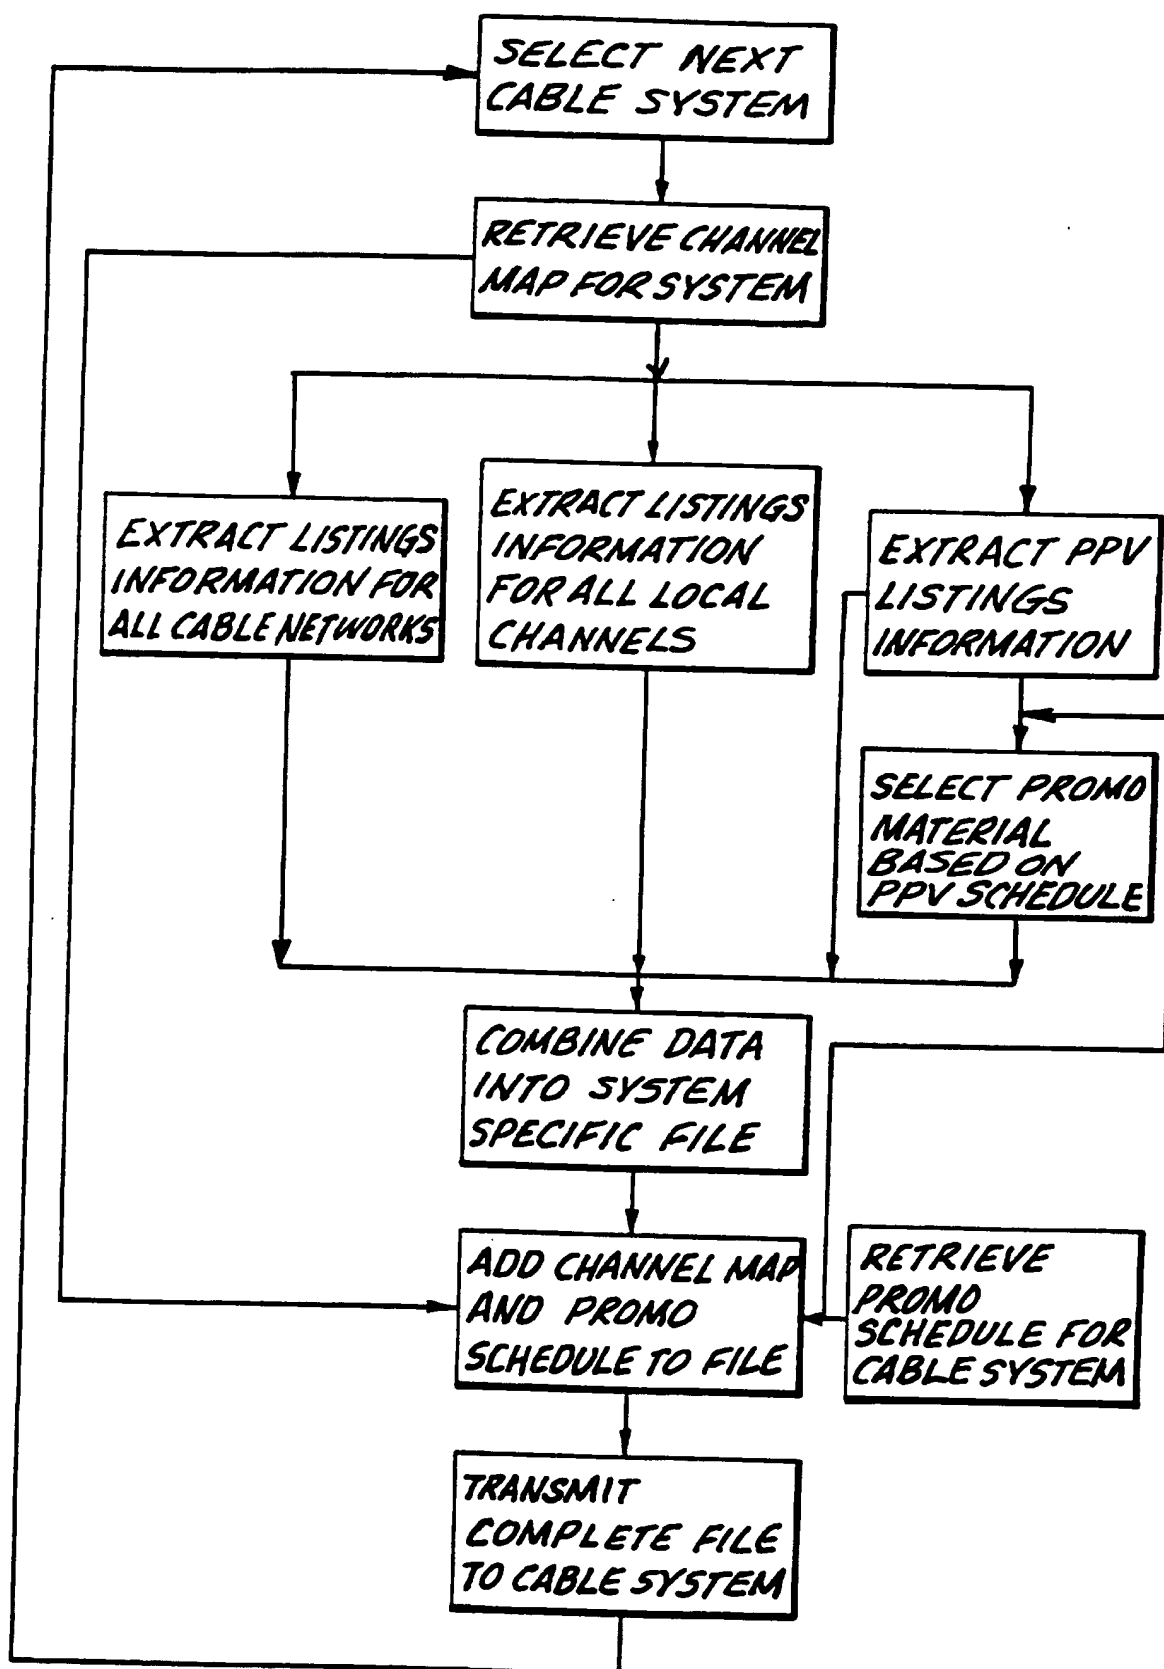 SELECT NEXT
CABLE SYSTEM
RETRIEVE CHANNEL
MAP FOR SYSTEM
EXTRACT LISTINGS
INFORMATION FOR
ALL CABLE NETWORKS
EXTRACT LISTINGS
INFORMATION
FOR ALL LOCAL
CHANNELS
EXTRACT PPV
LISTINGS
INFORMATION
SELECT PROMO
MATERIAL
BASED ON
PPV SCHEDULE
COMBINE DATA
INTO SYSTEM
SPECIFIC FILE
ADD CHANNEL MAP
AND PROMO
SCHEDULE TO FILE
RETRIEVE
PROMO
SCHEDULE FOR
CABLE SYSTEM
TRANSMIT
COMPLETE FILE
TO CABLE SYSTEM